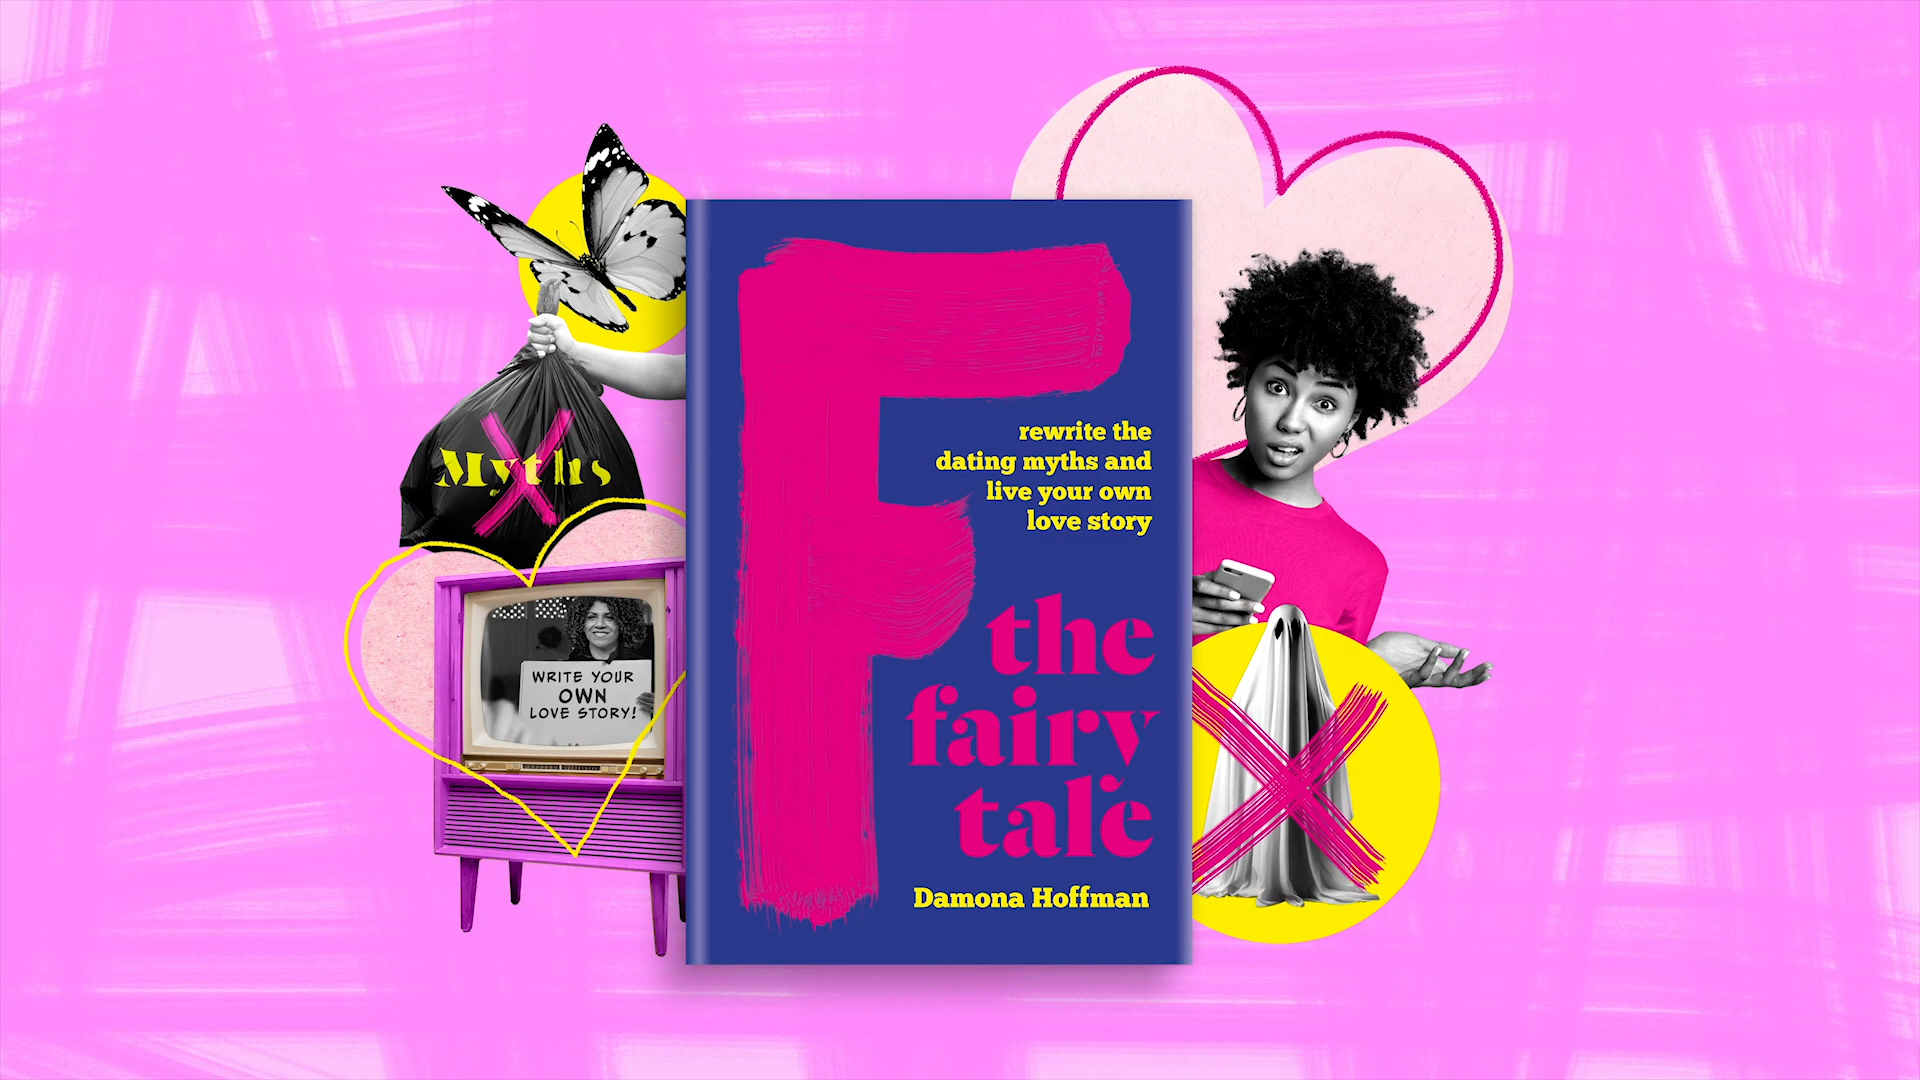 Myths
WRITE YOUR
OWN
LOVE STORY!
F
rewrite the
dating myths and
live your own
love story
the
fairy
tale
Damona Hoffman